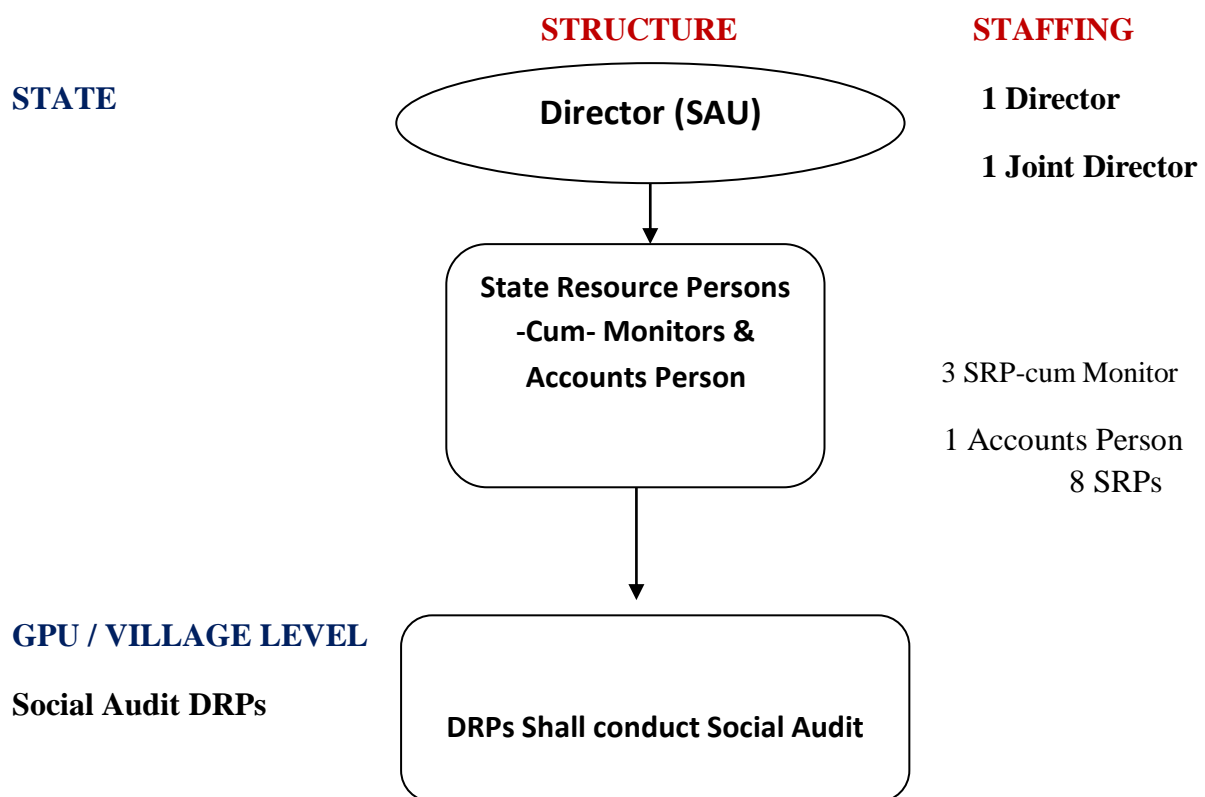 STRUCTURE
STAFFING
STATE
Director (SAU)
1 Director
1 Joint Director
State Resource Persons
-Cum- Monitors &
Accounts Person
3 SRP-cum Monitor
1 Accounts Person
8 SRPs
GPU / VILLAGE LEVEL
Social Audit DRPs
DRPs Shall conduct Social Audit